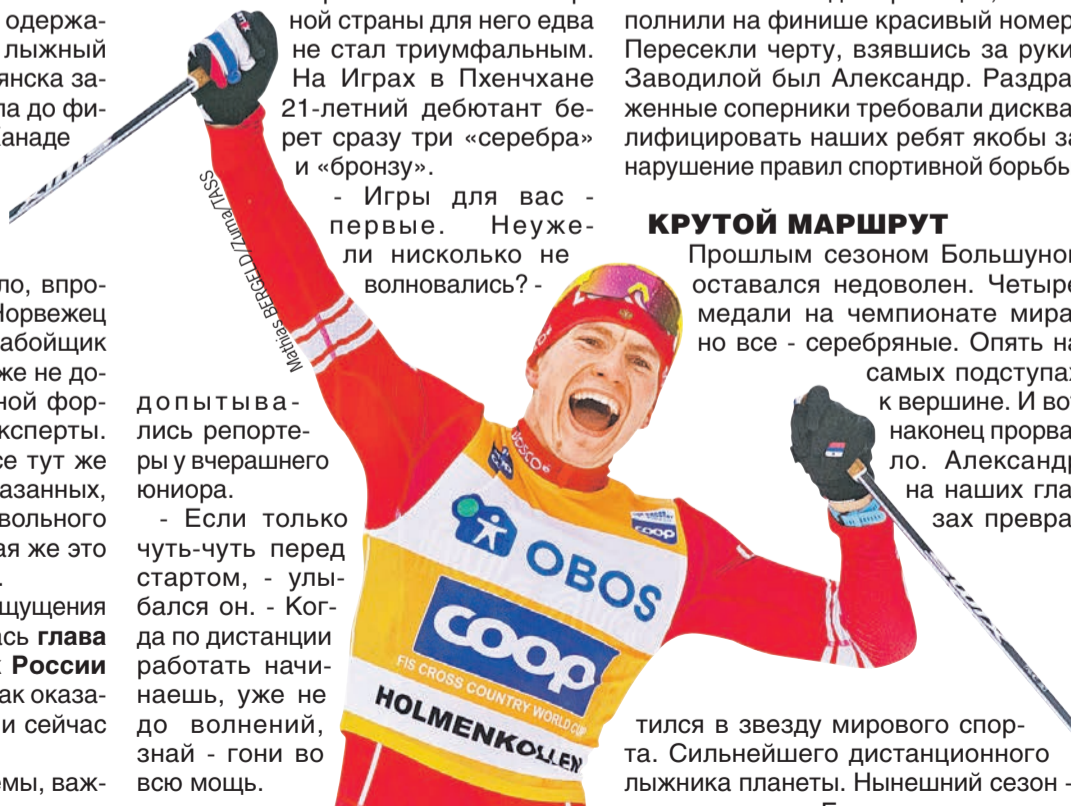 одержа-
лыжный
янска за-
ла до фи-
Канаде
ло, впро-
Норвежец
абойщик
же не до-
ной фор-
ксперты.
се тут же
азанных,
вольного
ая же это
щущения
ась глава
России
ак оказа-
и сейчас
емы, важ-
ной страны для него едва
не стал триумфальным.
На Играх в Пхенчхане
21-летний дебютант бе-
рет сразу три «серебра»
и «бронзу».
- Игры для вас -
первые. Неуже-
ли нисколько не
волновались? -
допытыва-
лись репорте-
ры у вчерашнего
юниора.
- Если только
чуть-чуть перед
стартом, - улы-
бался он. - Ког-
да по дистанции
работать начи-
наешь, уже не
до волнений,
знай - гони во
всю мощь.
Mathias BERGELD/Zuma/TASS
BOSCO
OBOS
coop
coop
FIS CROSS COUNTRY WORLD CUP
HOLMENKOLLEN
полнили на финише красивый номер
Пересекли черту, взявшись за руки
Заводилой был Александр. Раздра
женные соперники требовали дисква
лифицировать наших ребят якобы за
нарушение правил спортивной борьбы
КРУТОЙ МАРШРУТ
Прошлым сезоном Большунов
оставался недоволен. Четыре
медали на чемпионате мира
но все - серебряные. Опять на
самых подступах
к вершине. И вот
наконец прорва
ло. Александр
на наших гла
зах превра
тился в звезду мирового спор-
та. Сильнейшего дистанционного
лыжника планеты. Нынешний сезон -